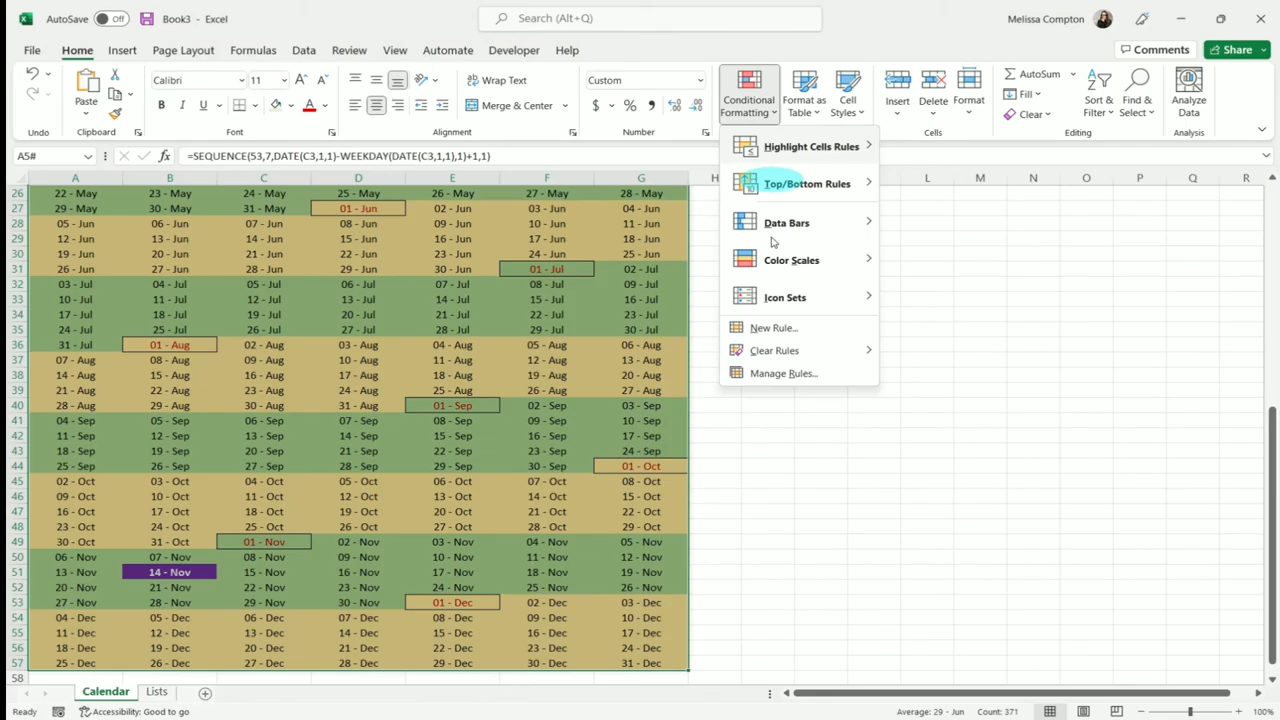 AutoSave Off Book3 - Excel Search (Alt+Q) Melissa Compton
File Home Insert Page Layout Formulas Data Review View Automate Developer Help Comments Share
Paste Calibri 11 Wrap Text Custom Conditional Formatting Format as Table Cell Styles Insert Delete Format AutoSum Sort & Filter Find & Select Analyze Data
B I U Merge & Center $ % Fill
Clear
Undo Clipboard Font Alignment Number Cells Editing Analysis
A5# fx =SEQUENCE(53,7,DATE(C3,1,1)-WEEKDAY(DATE(C3,1,1),1)+1,1)
Highlight Cells Rules
Top/Bottom Rules
Data Bars
Color Scales
Icon Sets
New Rule...
Clear Rules
Manage Rules...
A B C D E F G H L M N O P Q R
26 22 - May 23 - May 24 - May 25 - May 26 - May 27 - May 28 - May
27 29 - May 30 - May 31 - May 01 - Jun 02 - Jun 03 - Jun 04 - Jun
28 05 - Jun 06 - Jun 07 - Jun 08 - Jun 09 - Jun 10 - Jun 11 - Jun
29 12 - Jun 13 - Jun 14 - Jun 15 - Jun 16 - Jun 17 - Jun 18 - Jun
30 19 - Jun 20 - Jun 21 - Jun 22 - Jun 23 - Jun 24 - Jun 25 - Jun
31 26 - Jun 27 - Jun 28 - Jun 29 - Jun 30 - Jun 01 - Jul 02 - Jul
32 03 - Jul 04 - Jul 05 - Jul 06 - Jul 07 - Jul 08 - Jul 09 - Jul
33 10 - Jul 11 - Jul 12 - Jul 13 - Jul 14 - Jul 15 - Jul 16 - Jul
34 17 - Jul 18 - Jul 19 - Jul 20 - Jul 21 - Jul 22 - Jul 23 - Jul
35 24 - Jul 25 - Jul 26 - Jul 27 - Jul 28 - Jul 29 - Jul 30 - Jul
36 31 - Jul 01 - Aug 02 - Aug 03 - Aug 04 - Aug 05 - Aug 06 - Aug
37 07 - Aug 08 - Aug 09 - Aug 10 - Aug 11 - Aug 12 - Aug 13 - Aug
38 14 - Aug 15 - Aug 16 - Aug 17 - Aug 18 - Aug 19 - Aug 20 - Aug
39 21 - Aug 22 - Aug 23 - Aug 24 - Aug 25 - Aug 26 - Aug 27 - Aug
40 28 - Aug 29 - Aug 30 - Aug 31 - Aug 01 - Sep 02 - Sep 03 - Sep
41 04 - Sep 05 - Sep 06 - Sep 07 - Sep 08 - Sep 09 - Sep 10 - Sep
42 11 - Sep 12 - Sep 13 - Sep 14 - Sep 15 - Sep 16 - Sep 17 - Sep
43 18 - Sep 19 - Sep 20 - Sep 21 - Sep 22 - Sep 23 - Sep 24 - Sep
44 25 - Sep 26 - Sep 27 - Sep 28 - Sep 29 - Sep 30 - Sep 01 - Oct
45 02 - Oct 03 - Oct 04 - Oct 05 - Oct 06 - Oct 07 - Oct 08 - Oct
46 09 - Oct 10 - Oct 11 - Oct 12 - Oct 13 - Oct 14 - Oct 15 - Oct
47 16 - Oct 17 - Oct 18 - Oct 19 - Oct 20 - Oct 21 - Oct 22 - Oct
48 23 - Oct 24 - Oct 25 - Oct 26 - Oct 27 - Oct 28 - Oct 29 - Oct
49 30 - Oct 31 - Oct 01 - Nov 02 - Nov 03 - Nov 04 - Nov 05 - Nov
50 06 - Nov 07 - Nov 08 - Nov 09 - Nov 10 - Nov 11 - Nov 12 - Nov
51 13 - Nov 14 - Nov 15 - Nov 16 - Nov 17 - Nov 18 - Nov 19 - Nov
52 20 - Nov 21 - Nov 22 - Nov 23 - Nov 24 - Nov 25 - Nov 26 - Nov
53 27 - Nov 28 - Nov 29 - Nov 30 - Nov 01 - Dec 02 - Dec 03 - Dec
54 04 - Dec 05 - Dec 06 - Dec 07 - Dec 08 - Dec 09 - Dec 10 - Dec
55 11 - Dec 12 - Dec 13 - Dec 14 - Dec 15 - Dec 16 - Dec 17 - Dec
56 18 - Dec 19 - Dec 20 - Dec 21 - Dec 22 - Dec 23 - Dec 24 - Dec
57 25 - Dec 26 - Dec 27 - Dec 28 - Dec 29 - Dec 30 - Dec 31 - Dec
58
Calendar Lists
Ready Accessibility: Good to go Average: 29 - Jun Count: 371 100%